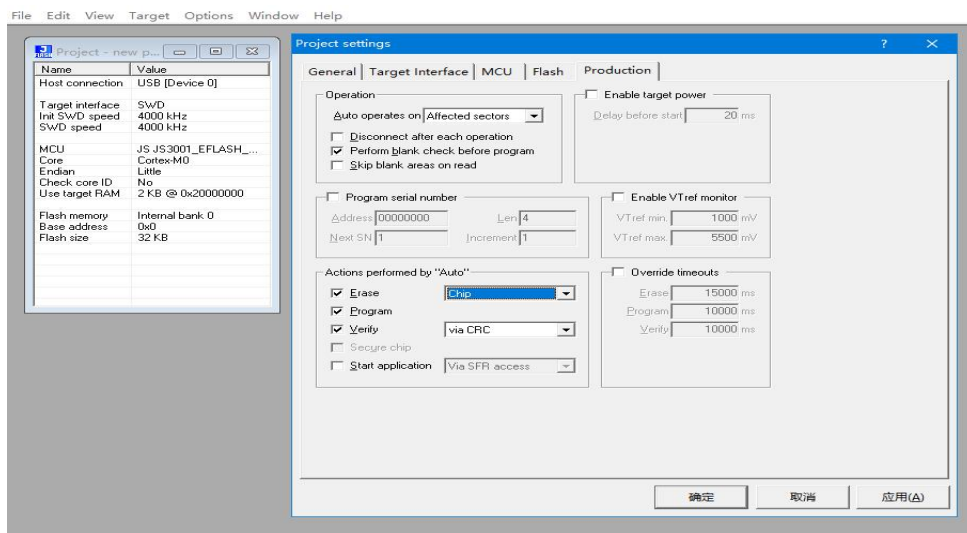 File Edit View Target Options Window Help
Project - new p...
Name Value
Host connection USB [Device 0]
Target interface SWD
Init SWD speed 4000 kHz
SWD speed 4000 kHz
MCU JS JS3001_EFLASH_...
Core Cortex-M0
Endian Little
Check core ID No
Use target RAM 2 KB @ 0x20000000
Flash memory Internal bank 0
Base address 0x0
Flash size 32 KB
Project settings ? ×
General Target Interface MCU Flash Production
Operation
Auto operates on Affected sectors
Disconnect after each operation
Perform blank check before program
Skip blank areas on read
Enable target power
Delay before start 20 ms
Program serial number
Address 00000000 Len 4
Next SN 1 Increment 1
Enable VTref monitor
VTref min. 1000 mV
VTref max. 5500 mV
Actions performed by "Auto"
Erase Chip
Program
Verify via CRC
Secure chip
Start application Via SFR access
Override timeouts
Erase 15000 ms
Program 10000 ms
Verify 10000 ms
确定 取消 应用(A)